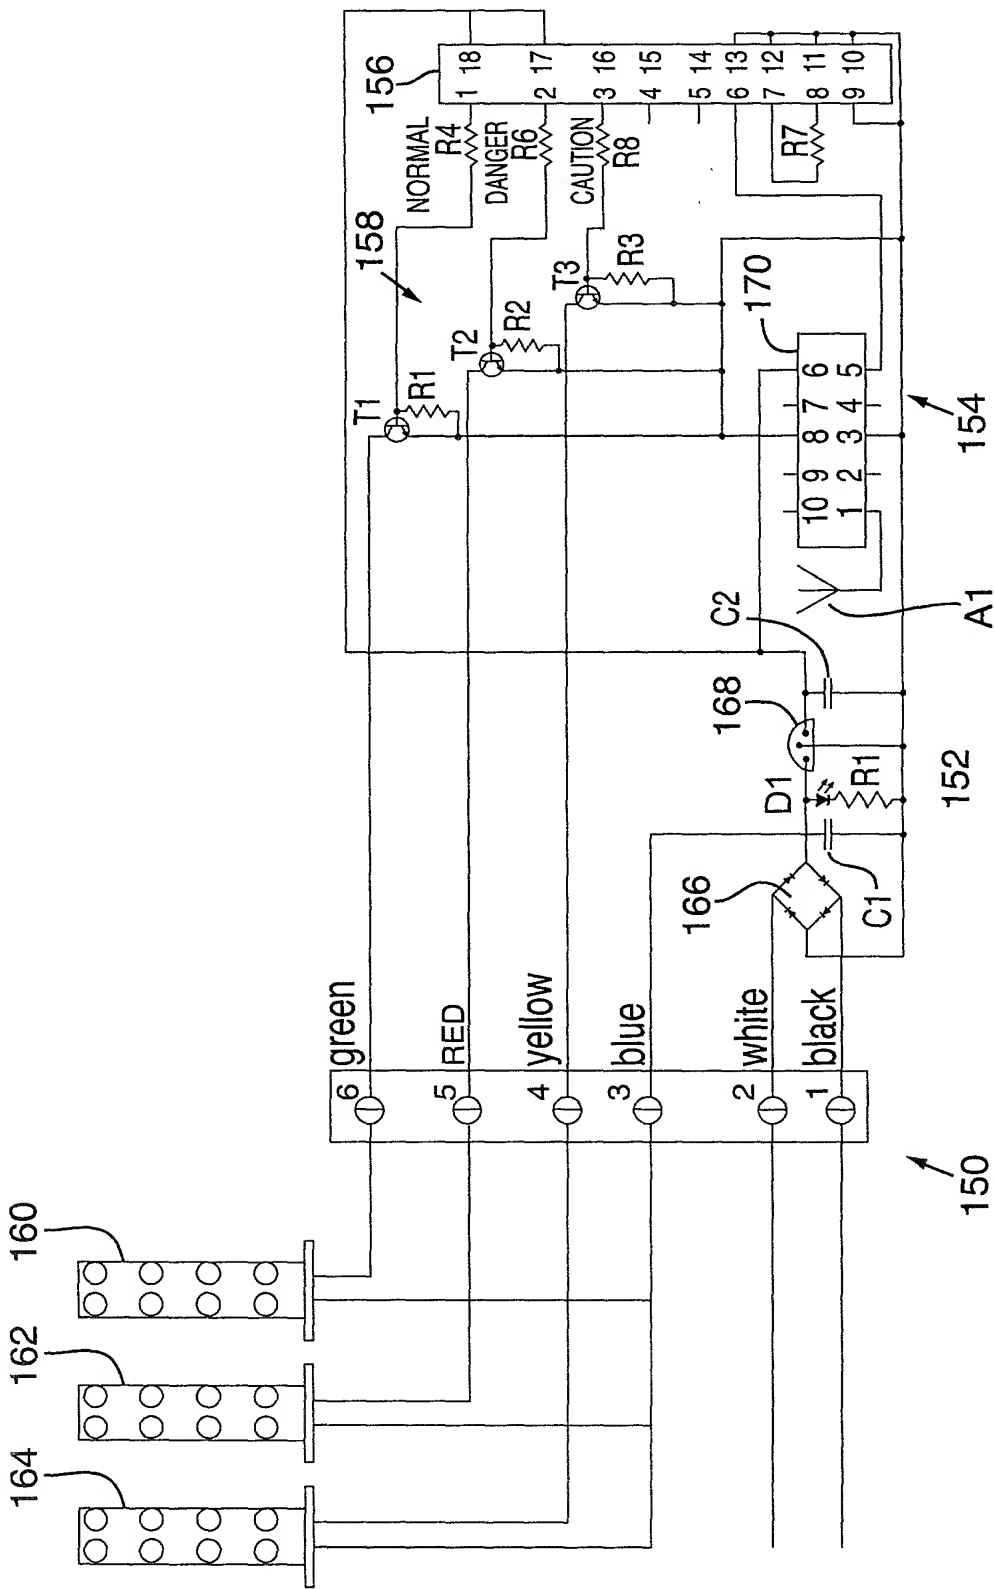 160
162
164
6
green
5
RED
4
yellow
3
blue
2
white
1
black
150
166
C1
D1
R1
168
C2
152
A1
154
170
10 9 8 7 6
1 2 3 4 5
T1
R1
T2
R2
T3
R3
158
NORMAL
R4
DANGER
R6
CAUTION
R8
R7
156
1 2 3 4 5 6 7 8 9
18 17 16 15 14 13 12 11 10